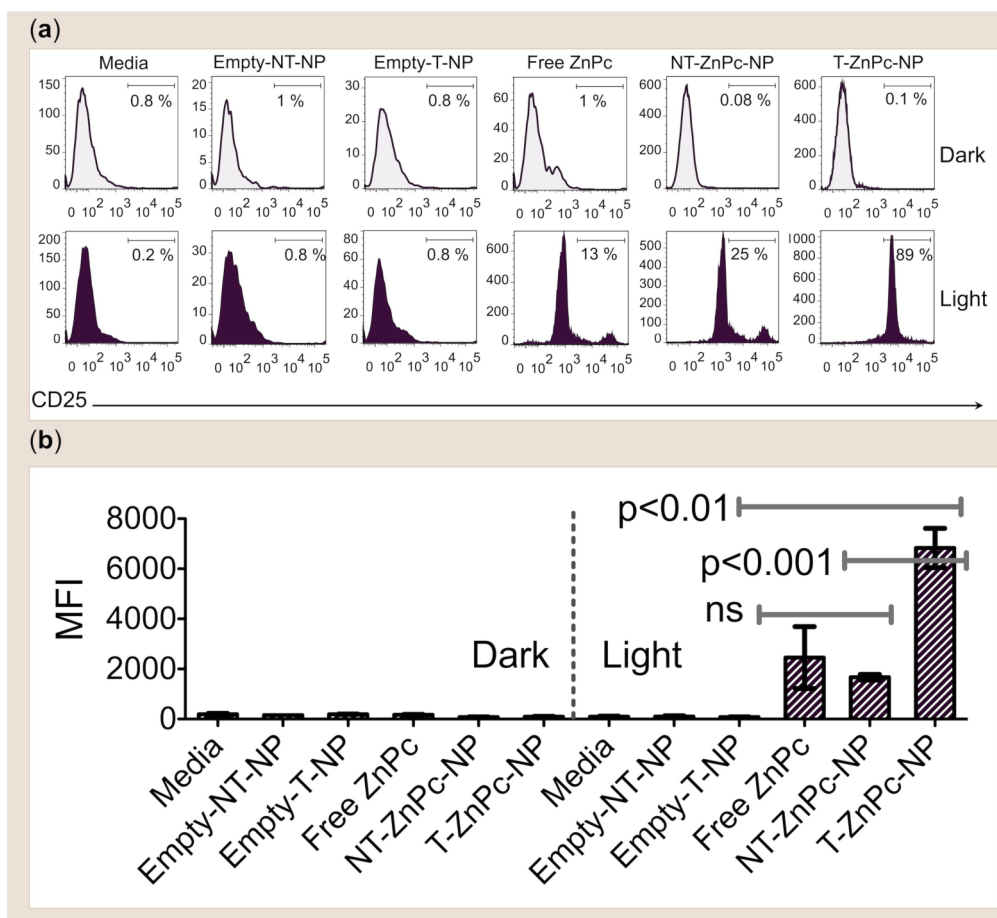 (a)
Media Empty-NT-NP Empty-T-NP Free ZnPc NT-ZnPc-NP T-ZnPc-NP
150 100 50 0 0.8 %
20 15 10 5 0 1 %
30 20 10 0 0.8 %
60 40 20 0 1 %
600 400 200 0 0.08 %
600 400 200 0 0.1 %
Dark
0 10² 10³ 10⁴ 10⁵ 0 10² 10³ 10⁴ 10⁵ 0 10² 10³ 10⁴ 10⁵ 0 10² 10³ 10⁴ 10⁵ 0 10² 10³ 10⁴ 10⁵ 0 10² 10³ 10⁴ 10⁵
200 150 100 50 0 0.2 %
30 20 10 0 0.8 %
80 60 40 20 0 0.8 %
600 400 200 0 13 %
500 400 300 200 100 0 25 %
1000 800 600 400 200 0 89 %
Light
0 10² 10³ 10⁴ 10⁵ 0 10² 10³ 10⁴ 10⁵ 0 10² 10³ 10⁴ 10⁵ 0 10² 10³ 10⁴ 10⁵ 0 10² 10³ 10⁴ 10⁵ 0 10² 10³ 10⁴ 10⁵
CD25
(b)
MFI
8000
6000
4000
2000
0
p<0.01
p<0.001
ns
Dark Light
Media
Empty-NT-NP
Empty-T-NP
Free ZnPc
NT-ZnPc-NP
T-ZnPc-NP
Media
Empty-NT-NP
Empty-T-NP
Free ZnPc
NT-ZnPc-NP
T-ZnPc-NP